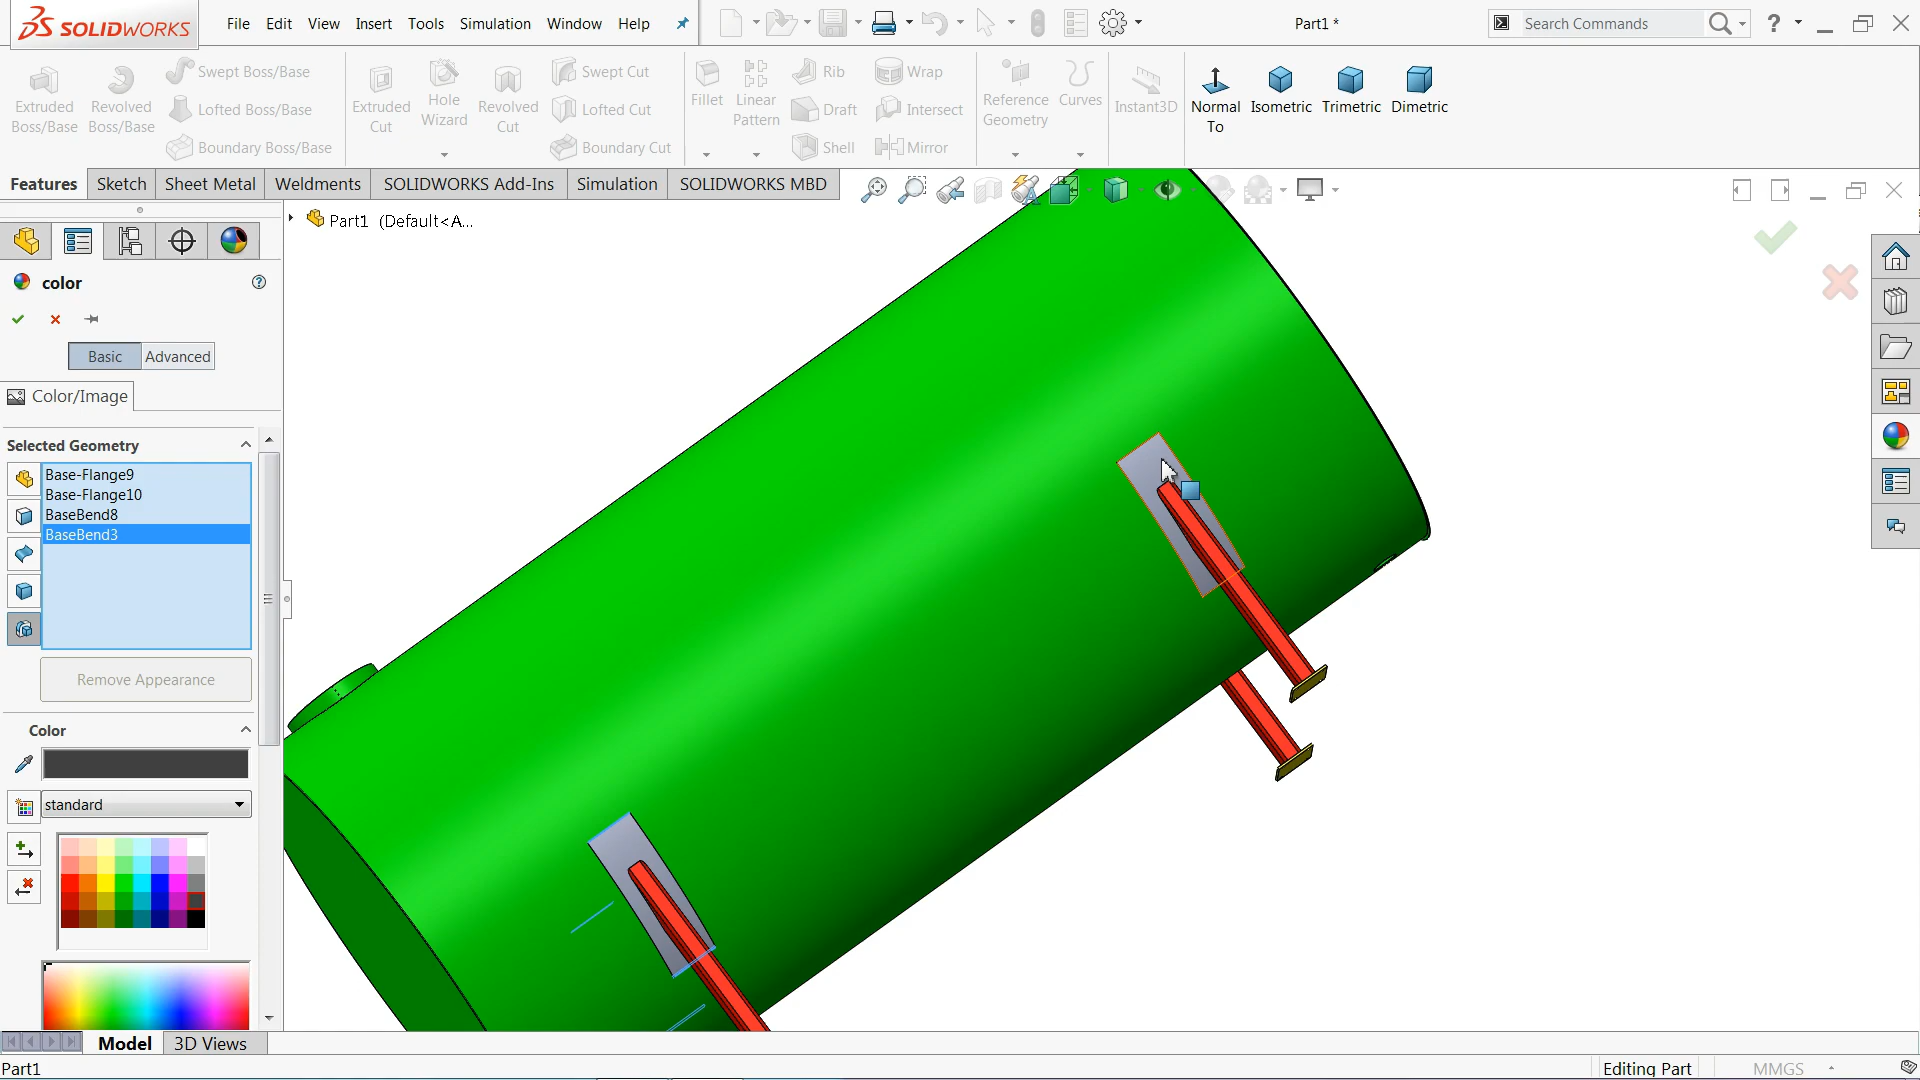 SOLIDWORKS
File Edit View Insert Tools Simulation Window Help
Part1 *
Search Commands
Extruded Boss/Base
Revolved Boss/Base
Swept Boss/Base
Lofted Boss/Base
Boundary Boss/Base
Extruded Cut
Hole Wizard
Revolved Cut
Swept Cut
Lofted Cut
Boundary Cut
Fillet
Linear Pattern
Rib
Draft
Shell
Wrap
Intersect
Mirror
Reference Geometry
Curves
Instant3D
Normal To
Isometric
Trimetric
Dimetric
Features Sketch Sheet Metal Weldments SOLIDWORKS Add-Ins Simulation SOLIDWORKS MBD
Part1 (Default<A...
color
Basic Advanced
Color/Image
Selected Geometry
Base-Flange9
Base-Flange10
BaseBend8
BaseBend3
Remove Appearance
Color
standard
Model 3D Views
Part1
Editing Part
MMGS